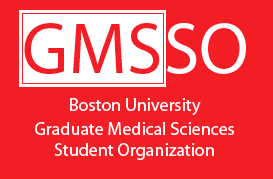 GMSSO
Boston University
Graduate Medical Sciences
Student Organization